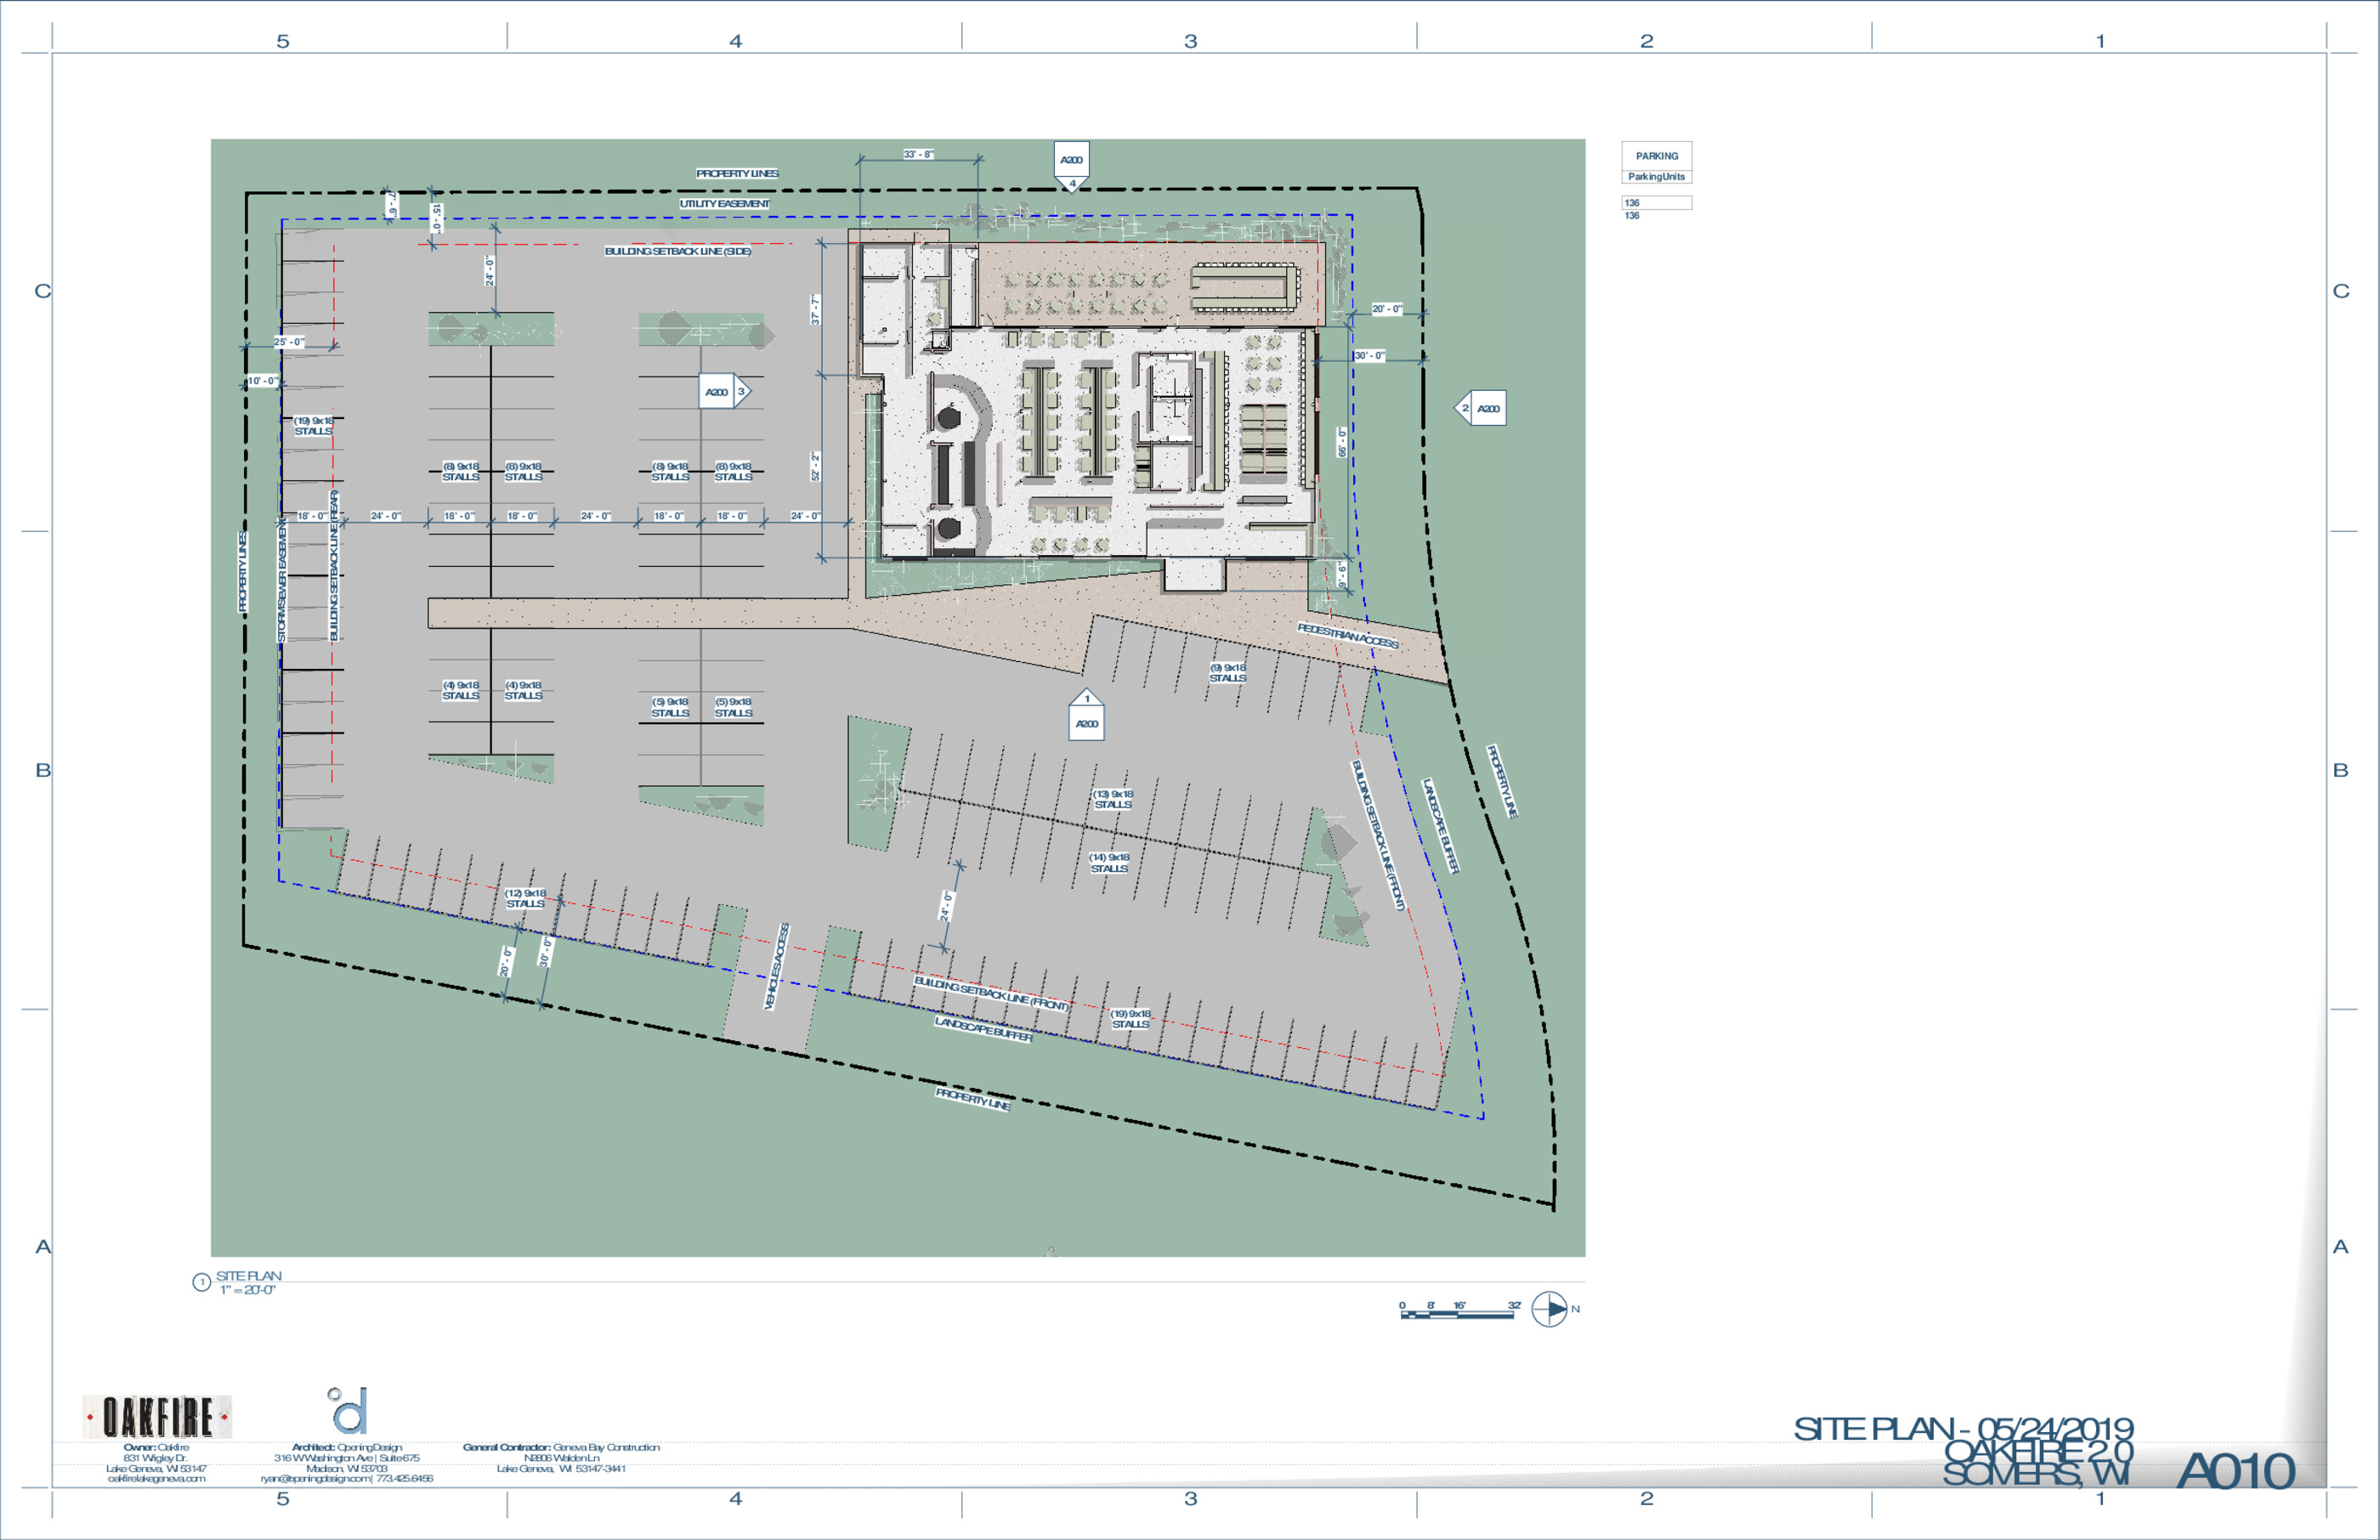 5 4 3 2 1
33' - 8"
A200
4
PARKING
ParkingUnits
136
136
PROPERTY LINES
UTILITY EASEMENT
7' - 6"
15' - 0"
BUILDING SETBACK LINE (SIDE)
24' - 0"
C
C
37' - 7"
20' - 0"
25' - 0"
30' - 0"
10' - 0"
A200 3
2 A200
(19) 9x18
STALLS
66' - 0"
52' - 2"
(8) 9x18
STALLS
(8) 9x18
STALLS
(8) 9x18
STALLS
(8) 9x18
STALLS
18' - 0"
24' - 0"
18' - 0"
18' - 0"
24' - 0"
18' - 0"
18' - 0"
24' - 0"
PROPERTY LINES
STORM SEWER EASEMENT
BUILDING SETBACK LINE (REAR)
9' - 6"
PEDESTRIAN ACCESS
(9) 9x18
STALLS
(4) 9x18
STALLS
(4) 9x18
STALLS
(5) 9x18
STALLS
(5) 9x18
STALLS
1
A200
B
B
PROPERTY LINE
LANDSCAPE BUFFER
BUILDING SETBACK LINE (FRONT)
(13) 9x18
STALLS
(14) 9x18
STALLS
(12) 9x18
STALLS
24' - 0"
20' - 0"
30' - 0"
VEHICLES ACCESS
BUILDING SETBACK LINE (FRONT)
(19) 9x18
STALLS
LANDSCAPE BUFFER
PROPERTY LINE
A
A
1
SITE PLAN
1" = 20'-0"
0 8' 16' 32'
N
OAKFIRE
d
Owner: Oakfire
831 Wrigley Dr.
Lake Geneva, WI 53147
oakfirelakegeneva.com
Architect: OpeningDesign
316 W Washington Ave | Suite 675
Madison, WI 53703
ryan@openingdesign.com | 773.425.6456
General Contractor: Geneva Bay Construction
N2806 Walden Ln
Lake Geneva, WI 53147-3441
SITE PLAN - 05/24/2019
OAKFIRE 2.0
SOMERS, WI
A010
5 4 3 2 1